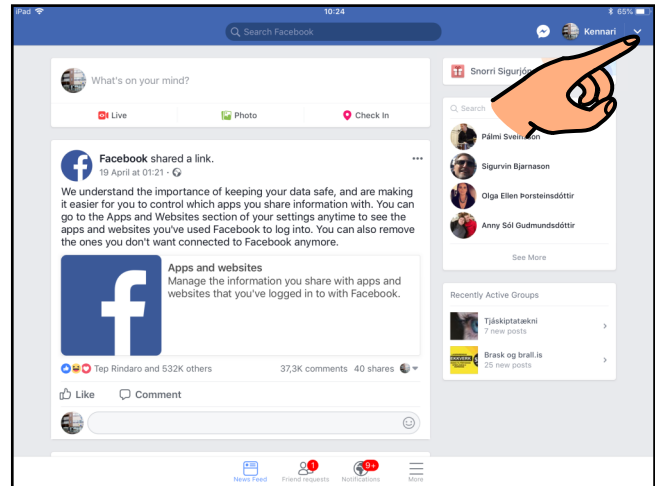 iPad 10:24 65%
Search Facebook
Kennari
What's on your mind?
Live Photo Check In
Facebook shared a link.
19 April at 01:21 ·
We understand the importance of keeping your data safe, and are making
it easier for you to control which apps you share information with. You can
go to the Apps and Websites section of your settings anytime to see the
apps and websites you've used Facebook to log into. You can also remove
the ones you don't want connected to Facebook anymore.
Apps and websites
Manage the information you share with apps and
websites that you've logged in to with Facebook.
Tep Rindaro and 532K others 37,3K comments 40 shares
Like Comment
Snorri Sigurjón
Search
Pálmi Sveinsson
Sigurvin Bjarnason
Olga Ellen Þorsteinsdóttir
Anny Sól Gudmundsdóttir
See More
Recently Active Groups
Tjáskiptatækni
7 new posts
Brask og brall.is
25 new posts
1 9+
News Feed Friend requests Notifications More